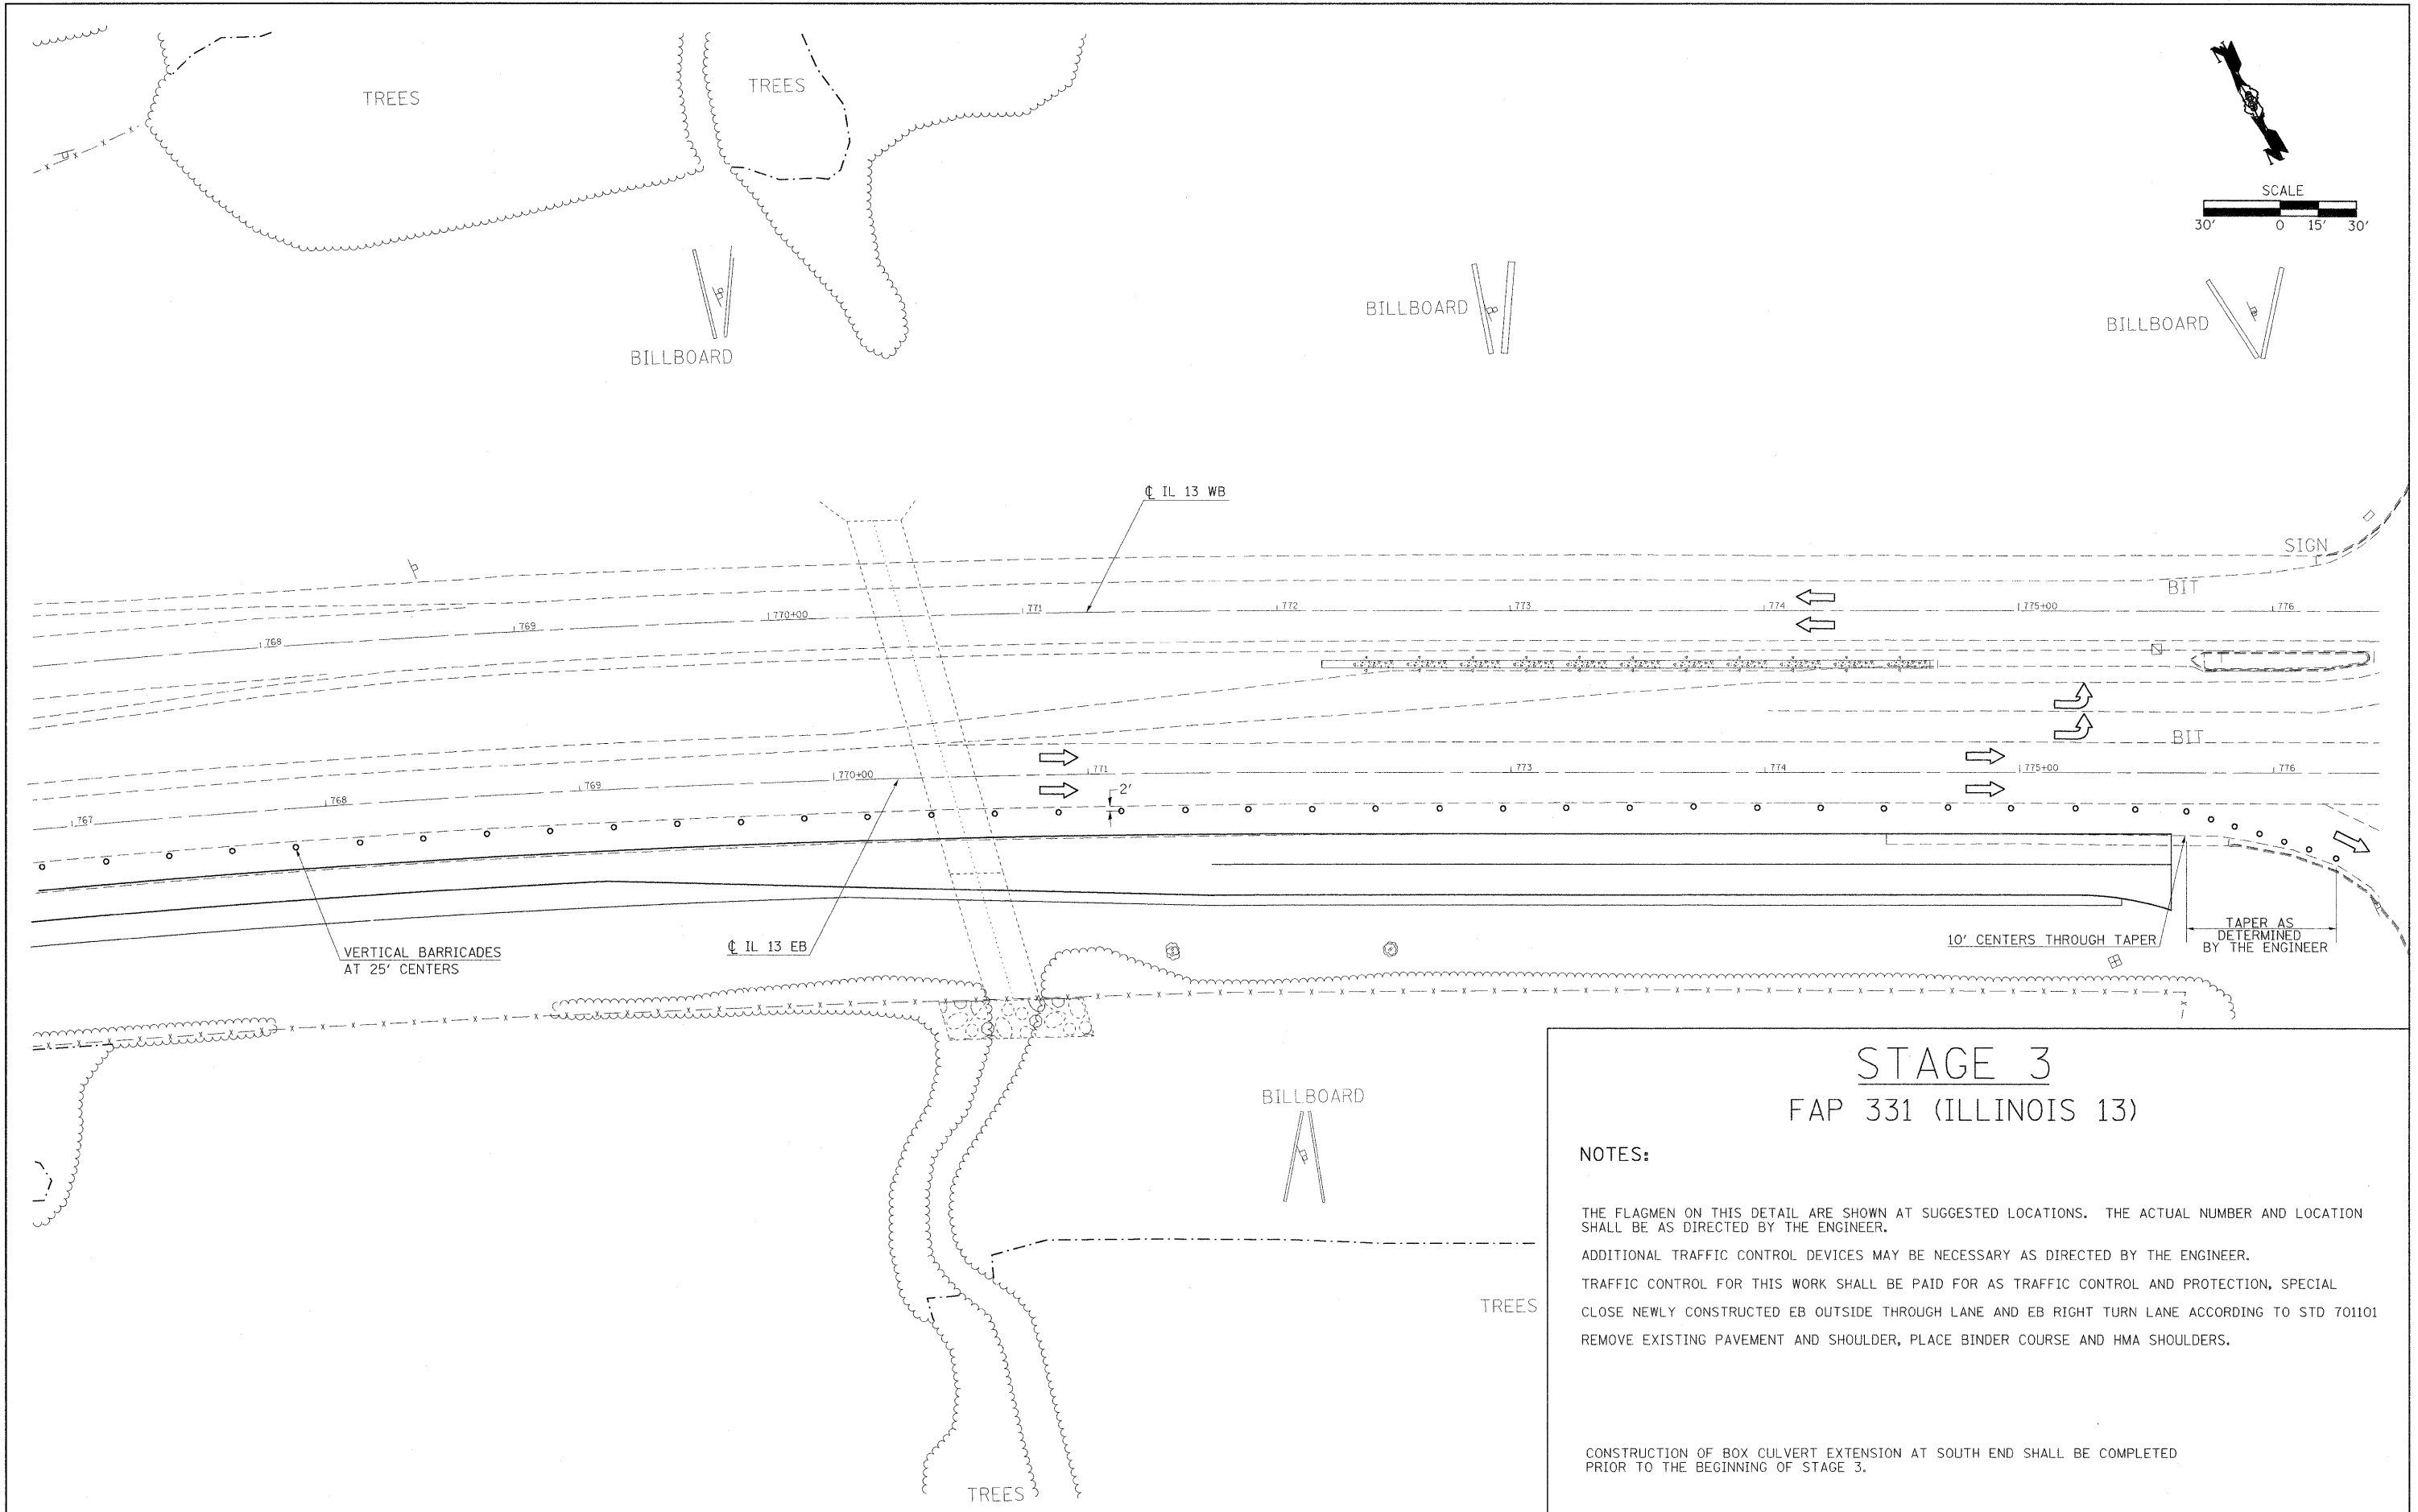 TREES
TREES
SCALE
30' 0 15' 30'
BILLBOARD
BILLBOARD
BILLBOARD
℄ IL 13 WB
SIGN
BIT
768
769
770+00
771
772
773
774
775+00
776
BIT
767
768
769
770+00
771
773
774
775+00
776
2'
VERTICAL BARRICADES
AT 25' CENTERS
℄ IL 13 EB
10' CENTERS THROUGH TAPER
TAPER AS
DETERMINED
BY THE ENGINEER
BILLBOARD
TREES
TREES
STAGE 3
FAP 331 (ILLINOIS 13)
NOTES:
THE FLAGMEN ON THIS DETAIL ARE SHOWN AT SUGGESTED LOCATIONS. THE ACTUAL NUMBER AND LOCATION
SHALL BE AS DIRECTED BY THE ENGINEER.
ADDITIONAL TRAFFIC CONTROL DEVICES MAY BE NECESSARY AS DIRECTED BY THE ENGINEER.
TRAFFIC CONTROL FOR THIS WORK SHALL BE PAID FOR AS TRAFFIC CONTROL AND PROTECTION, SPECIAL
CLOSE NEWLY CONSTRUCTED EB OUTSIDE THROUGH LANE AND EB RIGHT TURN LANE ACCORDING TO STD 701101
REMOVE EXISTING PAVEMENT AND SHOULDER, PLACE BINDER COURSE AND HMA SHOULDERS.
CONSTRUCTION OF BOX CULVERT EXTENSION AT SOUTH END SHALL BE COMPLETED
PRIOR TO THE BEGINNING OF STAGE 3.